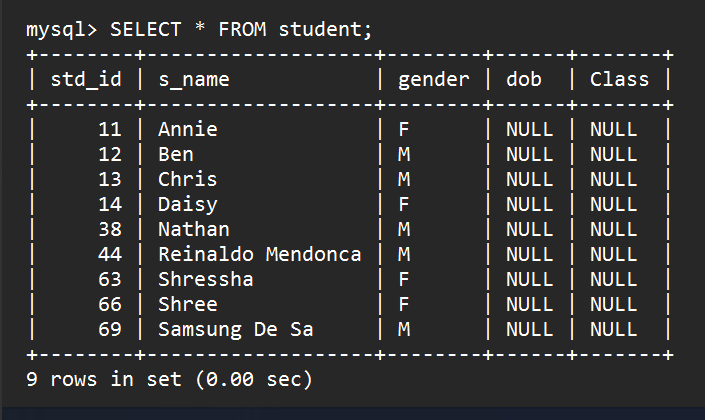 mysql> SELECT * FROM student;
+--------+-------------------+--------+------+-------+
| std_id | s_name            | gender | dob  | Class |
+--------+-------------------+--------+------+-------+
|     11 | Annie             | F      | NULL | NULL  |
|     12 | Ben               | M      | NULL | NULL  |
|     13 | Chris             | M      | NULL | NULL  |
|     14 | Daisy             | F      | NULL | NULL  |
|     38 | Nathan            | M      | NULL | NULL  |
|     44 | Reinaldo Mendonca | M      | NULL | NULL  |
|     63 | Shressha          | F      | NULL | NULL  |
|     66 | Shree             | F      | NULL | NULL  |
|     69 | Samsung De Sa     | M      | NULL | NULL  |
+--------+-------------------+--------+------+-------+
9 rows in set (0.00 sec)